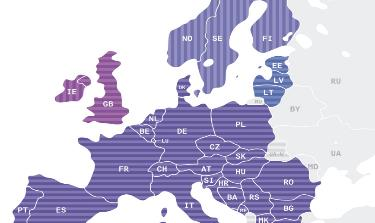 NO
SE
FI
RU
EE
LV
LT
DK
IE
GB
RU
BY
NL
PL
BE
DE
LU
CZ
UA
SK
FR
CH
AT
HU
MD
SI
HR
RO
BA
RS
PT
ES
IT
BG
MK